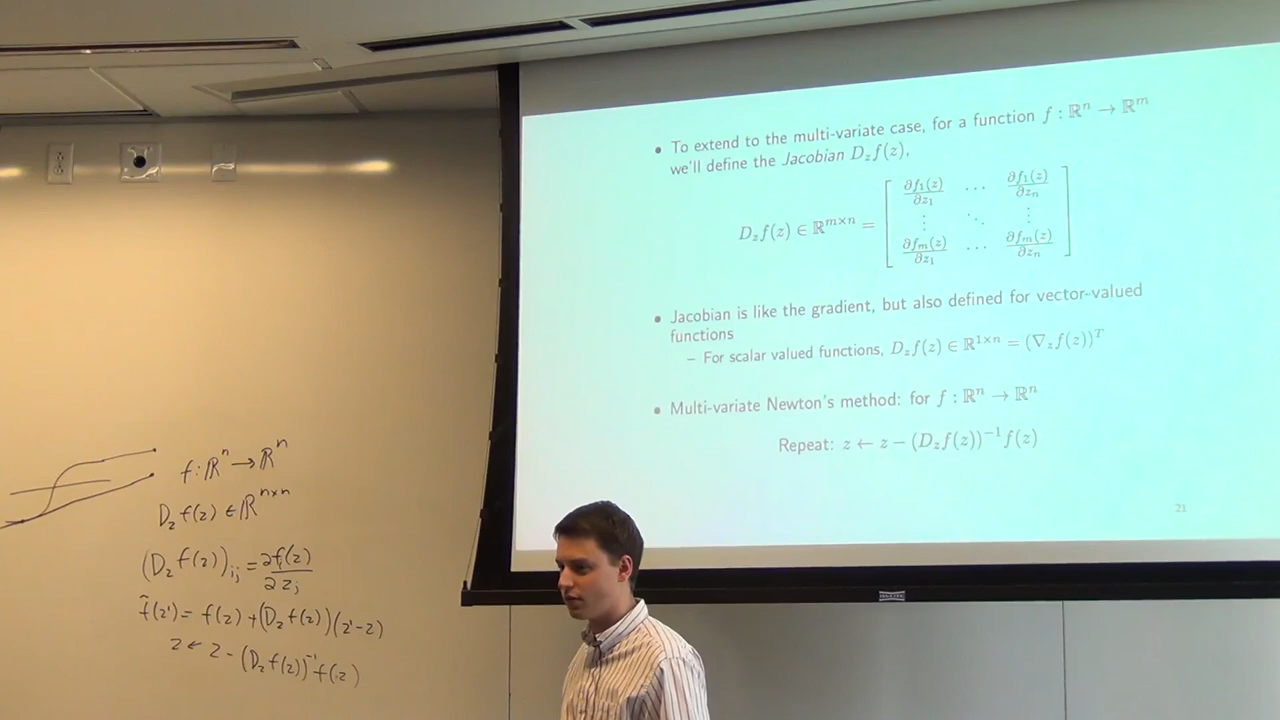 • To extend to the multi-variate case, for a function f : ℝⁿ → ℝᵐ
we'll define the Jacobian D_z f(z),
D_z f(z) ∈ ℝ^{m×n} = [ ∂f₁(z)/∂z₁ ⋯ ∂f₁(z)/∂zₙ
⋮ ⋱ ⋮
∂fₘ(z)/∂z₁ ⋯ ∂fₘ(z)/∂zₙ ]
• Jacobian is like the gradient, but also defined for vector-valued
functions
– For scalar valued functions, D_z f(z) ∈ ℝ^{1×n} = (∇_z f(z))ᵀ
• Multi-variate Newton's method: for f : ℝⁿ → ℝⁿ
Repeat: z ← z − (D_z f(z))⁻¹ f(z)
21
f : ℝⁿ → ℝⁿ
D_z f(z) ∈ ℝ^{n×n}
(D_z f(z))_{ij} = ∂f_i(z)/∂z_j
f̃(z') = f(z) + (D_z f(z))(z' − z)
z ← z − (D_z f(z))⁻¹ f(z)